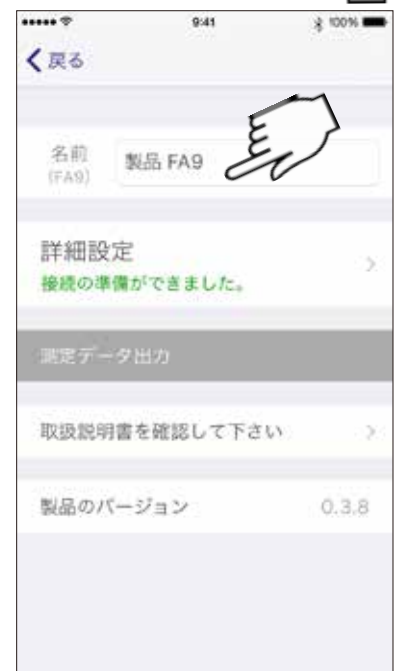 9:41
100%
戻る
名前
(FA9)
製品 FA9
詳細設定
接続の準備ができました。
測定データ出力
取扱説明書を確認して下さい
製品のバージョン
0.3.8